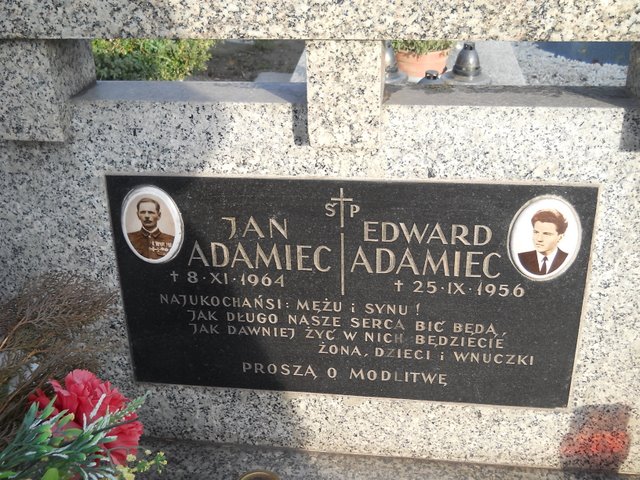 Ś P
JAN
ADAMIEC
† 8·XI·1964
EDWARD
ADAMIEC
† 25·IX·1956
NAJUKOCHAŃSI: MĘŻU i SYNU!
JAK DŁUGO NASZE SERCA BIĆ BĘDĄ,
JAK DAWNIEJ ŻYĆ W NICH BĘDZIECIE
ŻONA, DZIECI i WNUCZKI
PROSZĄ O MODLITWĘ